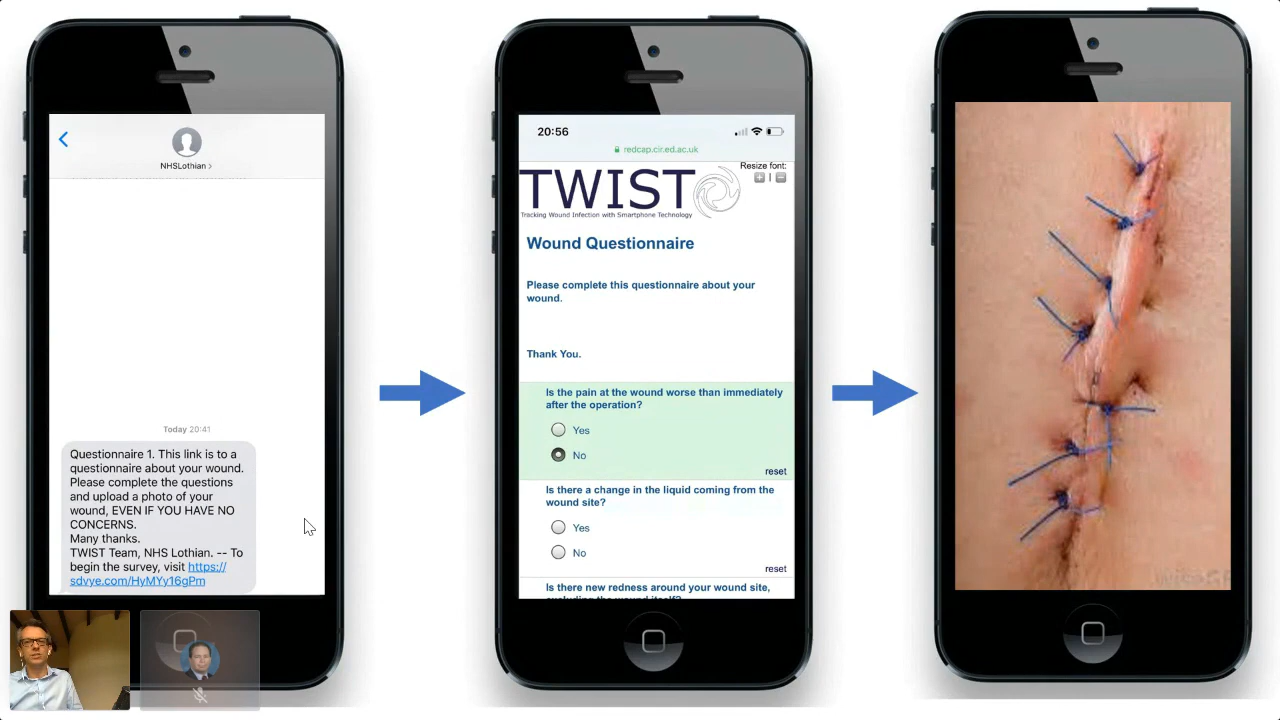 NHSLothian >
Today 20:41
Questionnaire 1. This link is to a
questionnaire about your wound.
Please complete the questions
and upload a photo of your
wound, EVEN IF YOU HAVE NO
CONCERNS.
Many thanks.
TWIST Team, NHS Lothian. -- To
begin the survey, visit https://
sdvye.com/HyMYy16gPm
20:56
redcap.cir.ed.ac.uk
Resize font:
+ | −
TWIST
Tracking Wound Infection with Smartphone Technology
Wound Questionnaire
Please complete this questionnaire about your
wound.
Thank You.
Is the pain at the wound worse than immediately
after the operation?
Yes
No
reset
Is there a change in the liquid coming from the
wound site?
Yes
No
reset
Is there new redness around your wound site,
excluding the wound itself?